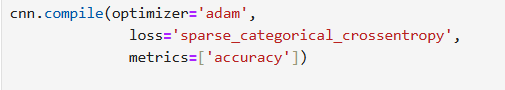 cnn.compile(optimizer='adam',
            loss='sparse_categorical_crossentropy',
            metrics=['accuracy'])